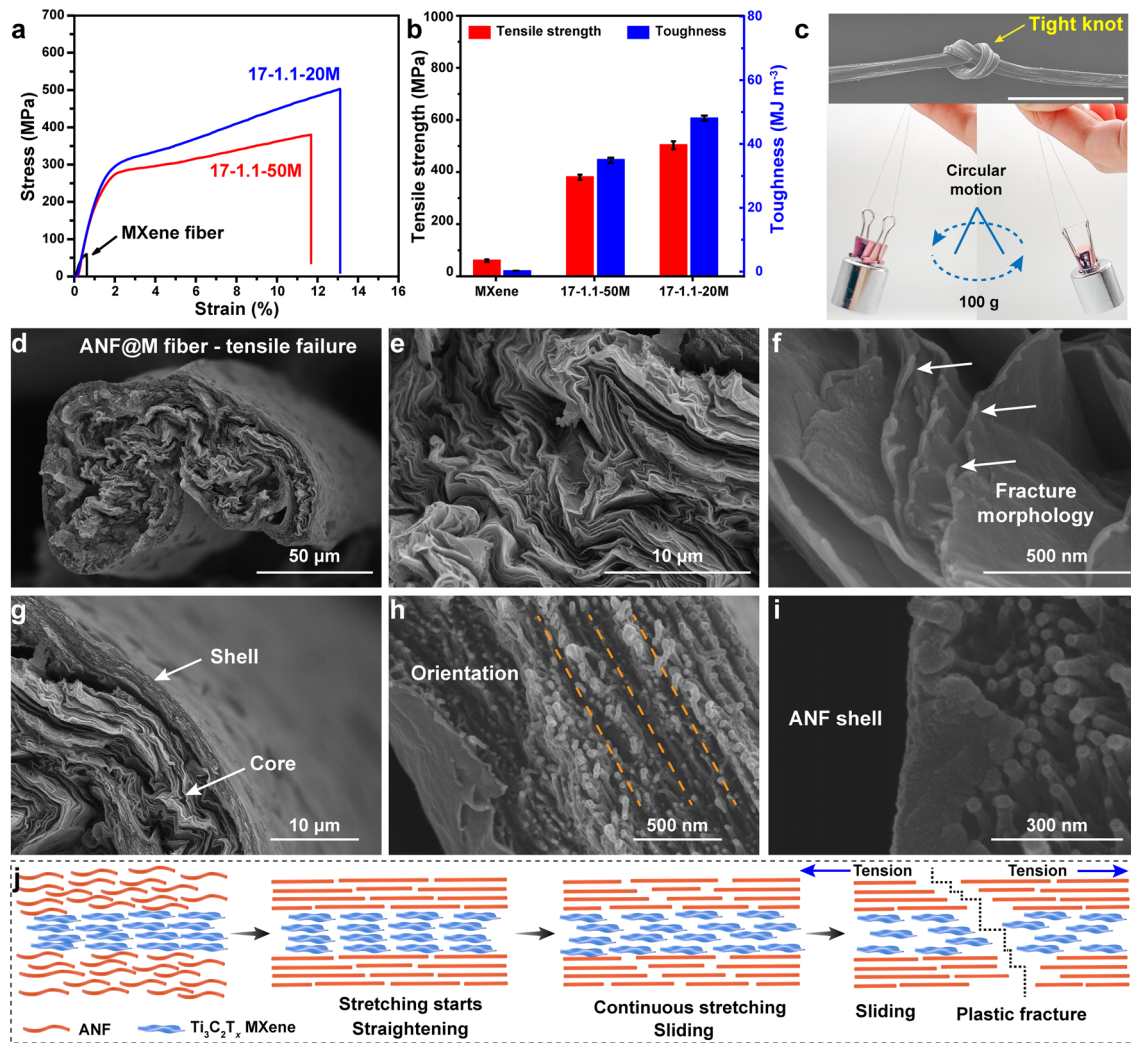 a
700
600
500
400
300
200
100
0
Stress (MPa)
17-1.1-20M
17-1.1-50M
MXene fiber
0 2 4 6 8 10 12 14 16
Strain (%)
b
1000
800
600
400
200
0
Tensile strength (MPa)
Tensile strength
Toughness
80
60
40
20
0
Toughness (MJ m⁻³)
MXene 17-1.1-50M 17-1.1-20M
c
Tight knot
Circular
motion
100 g
d
ANF@M fiber - tensile failure
50 µm
e
10 µm
f
Fracture
morphology
500 nm
g
Shell
Core
10 µm
h
Orientation
500 nm
i
ANF shell
300 nm
j
Tension Tension
Stretching starts
Straightening
Continuous stretching
Sliding
Sliding Plastic fracture
ANF Ti₃C₂Tₓ MXene